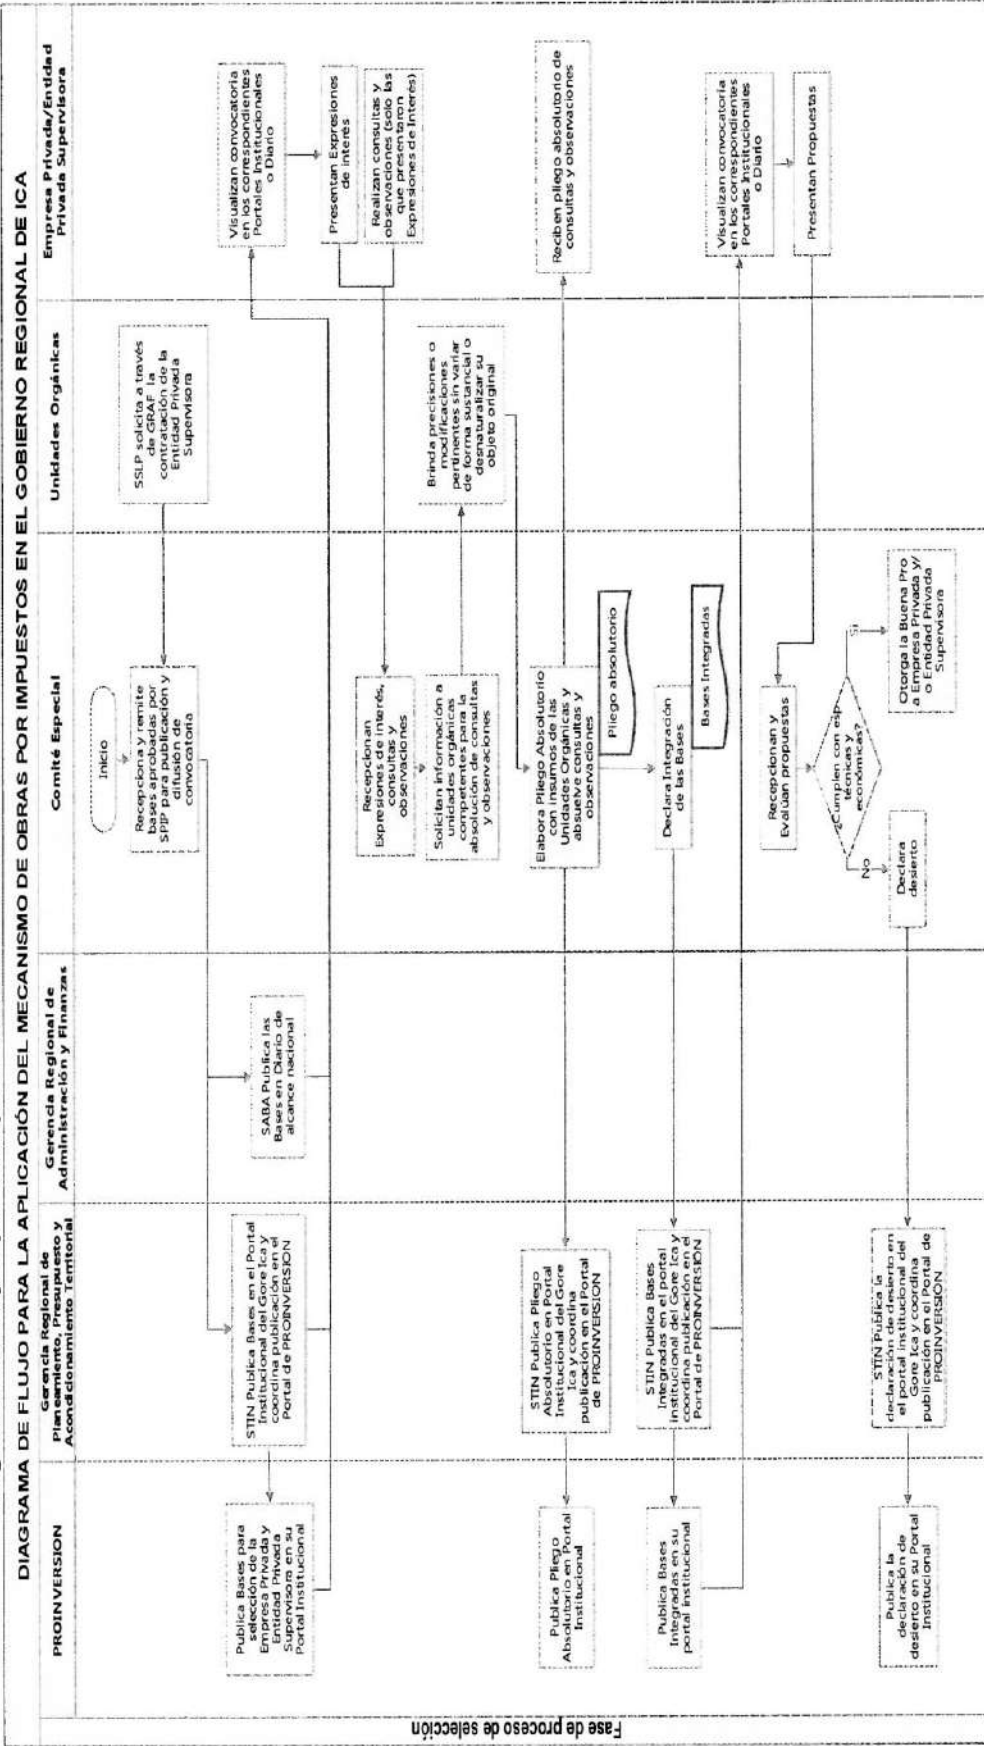 DIAGRAMA DE FLUJO PARA LA APLICACIÓN DEL MECANISMO DE OBRAS POR IMPUESTOS EN EL GOBIERNO REGIONAL DE ICA
PROINVERSION
Gerencia Regional de
Planeamiento, Presupuesto y
Acondicionamiento Territorial
Gerencia Regional de
Administración y Finanzas
Comité Especial
Unidades Orgánicas
Empresa Privada/Entidad
Privada Supervisora
Fase de proceso de selección
Inicio
SSLP solicita a través
de GRAF la
contratación de la
Entidad Privada
Supervisora
Recepciona y remite
bases aprobadas por
SPIP para publicación y
difusión de
convocatoria
Publica Bases para
selección de la
Empresa Privada y
Entidad Privada
Supervisora en su
Portal Institucional
STIN Publica Bases en el Portal
Institucional del Gore Ica y
coordina publicación en el
Portal de PROINVERSION
SABA Publica las
Bases en Diario de
alcance nacional
Visualizan convocatoria
en los correspondientes
Portales Institucionales
o Diario
Presentan Expresiones
de interés
Realizan consultas y
observaciones (solo las
que presentaron
Expresiones de Interés)
Recepcionan
Expresiones de interés,
consultas y
observaciones
Solicitan información a
unidades orgánicas
competentes para la
absolución de consultas
y observaciones
Brinda precisiones o
modificaciones
pertinentes sin variar
de forma sustancial o
desnaturalizar su
objeto original
Elabora Pliego Absolutorio
con insumos de las
Unidades Orgánicas y
absuelve consultas y
observaciones
Pliego absolutorio
Reciben pliego absolutorio de
consultas y observaciones
STIN Publica Pliego
Absolutorio en Portal
Institucional del Gore
Ica y coordina
publicación en el Portal
de PROINVERSION
Publica Pliego
Absolutorio en Portal
Institucional
Declara Integración
de las Bases
Bases Integradas
STIN Publica Bases
Integradas en el portal
institucional del Gore Ica y
coordina publicación en el
Portal de PROINVERSION
Publica Bases
Integradas en su
portal institucional
Visualizan convocatoria
en los correspondientes
Portales Institucionales
o Diario
Presentan Propuestas
Recepcionan y
Evalúan propuestas
¿Cumplen con esp
técnicas y
económicas?
No
Si
Declara
desierto
Otorga la Buena Pro
a Empresa Privada y/
o Entidad Privada
Supervisora
STIN Publica la
declaración de desierto en
el portal institucional del
Gore Ica y coordina
publicación en el Portal de
PROINVERSION
Publica la
declaración de
desierto en su Portal
Institucional